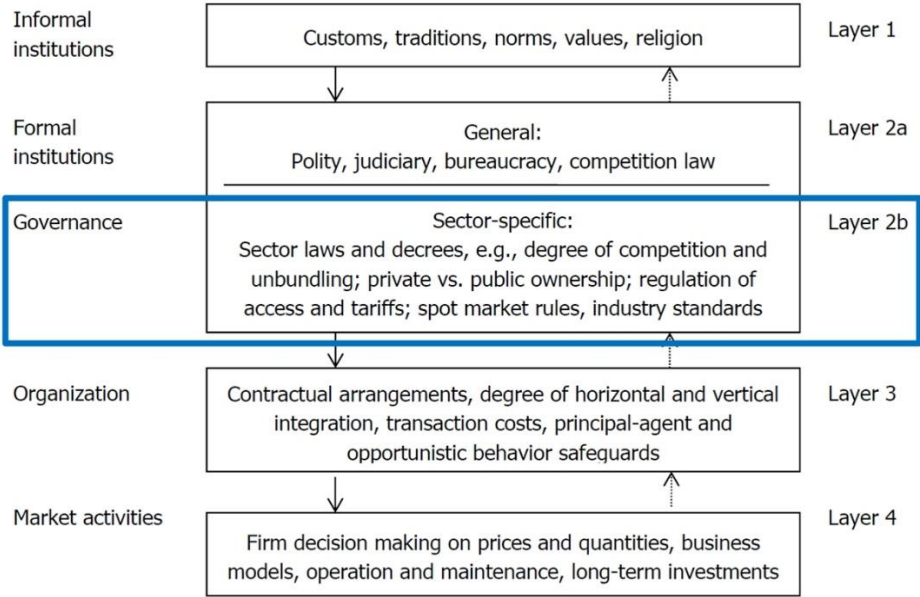 Informal
institutions
Customs, traditions, norms, values, religion
Layer 1
Formal
institutions
General:
Polity, judiciary, bureaucracy, competition law
Layer 2a
Governance
Sector-specific:
Sector laws and decrees, e.g., degree of competition and
unbundling; private vs. public ownership; regulation of
access and tariffs; spot market rules, industry standards
Layer 2b
Organization
Contractual arrangements, degree of horizontal and vertical
integration, transaction costs, principal-agent and
opportunistic behavior safeguards
Layer 3
Market activities
Firm decision making on prices and quantities, business
models, operation and maintenance, long-term investments
Layer 4